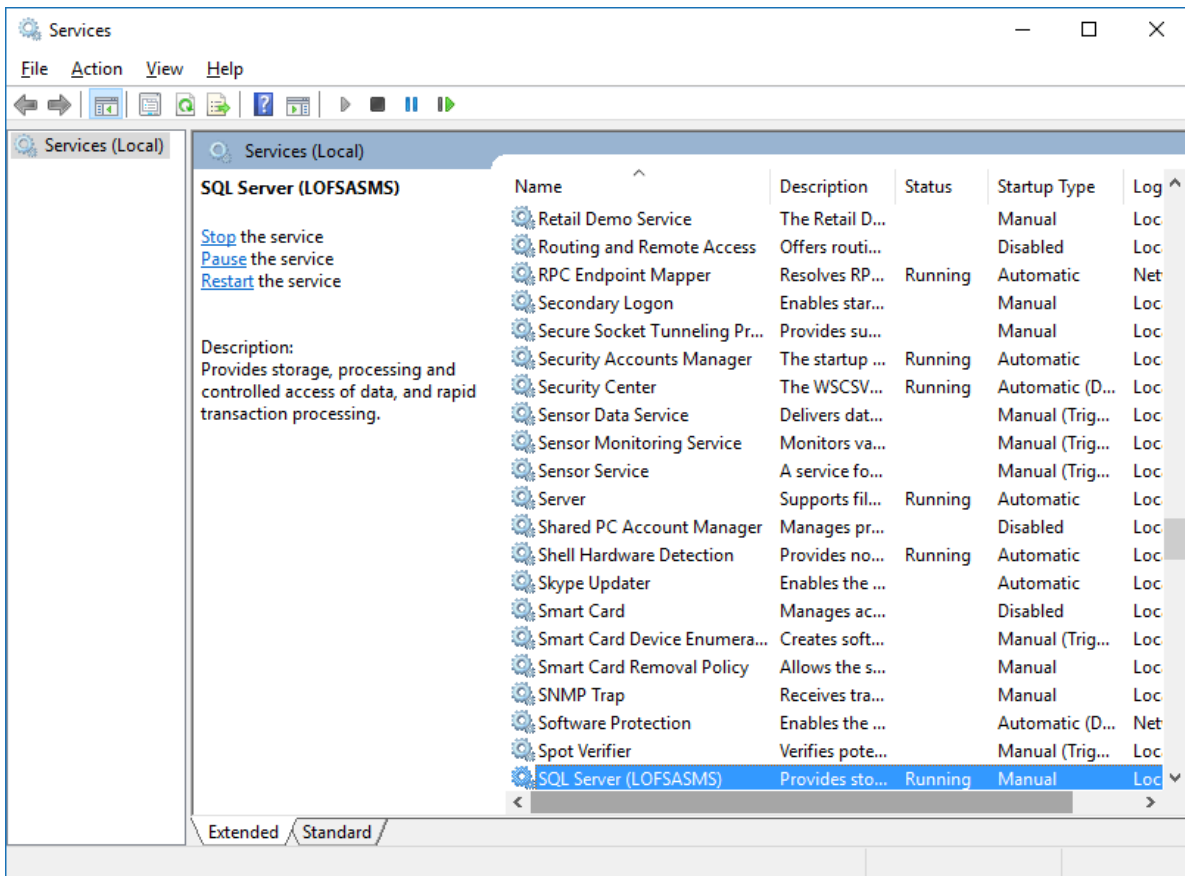 Services
File Action View Help
Services (Local)
Services (Local)
SQL Server (LOFSASMS)
Stop the service
Pause the service
Restart the service
Description:
Provides storage, processing and
controlled access of data, and rapid
transaction processing.
Name Description Status Startup Type Log
Retail Demo Service The Retail D... Manual Loc
Routing and Remote Access Offers routi... Disabled Loc
RPC Endpoint Mapper Resolves RP... Running Automatic Net
Secondary Logon Enables star... Manual Loc
Secure Socket Tunneling Pr... Provides su... Manual Loc
Security Accounts Manager The startup ... Running Automatic Loc
Security Center The WSCSV... Running Automatic (D... Loc
Sensor Data Service Delivers dat... Manual (Trig... Loc
Sensor Monitoring Service Monitors va... Manual (Trig... Loc
Sensor Service A service fo... Manual (Trig... Loc
Server Supports fil... Running Automatic Loc
Shared PC Account Manager Manages pr... Disabled Loc
Shell Hardware Detection Provides no... Running Automatic Loc
Skype Updater Enables the ... Automatic Loc
Smart Card Manages ac... Disabled Loc
Smart Card Device Enumera... Creates soft... Manual (Trig... Loc
Smart Card Removal Policy Allows the s... Manual Loc
SNMP Trap Receives tra... Manual Loc
Software Protection Enables the ... Automatic (D... Net
Spot Verifier Verifies pote... Manual (Trig... Loc
SQL Server (LOFSASMS) Provides sto... Running Manual Loc
Extended Standard